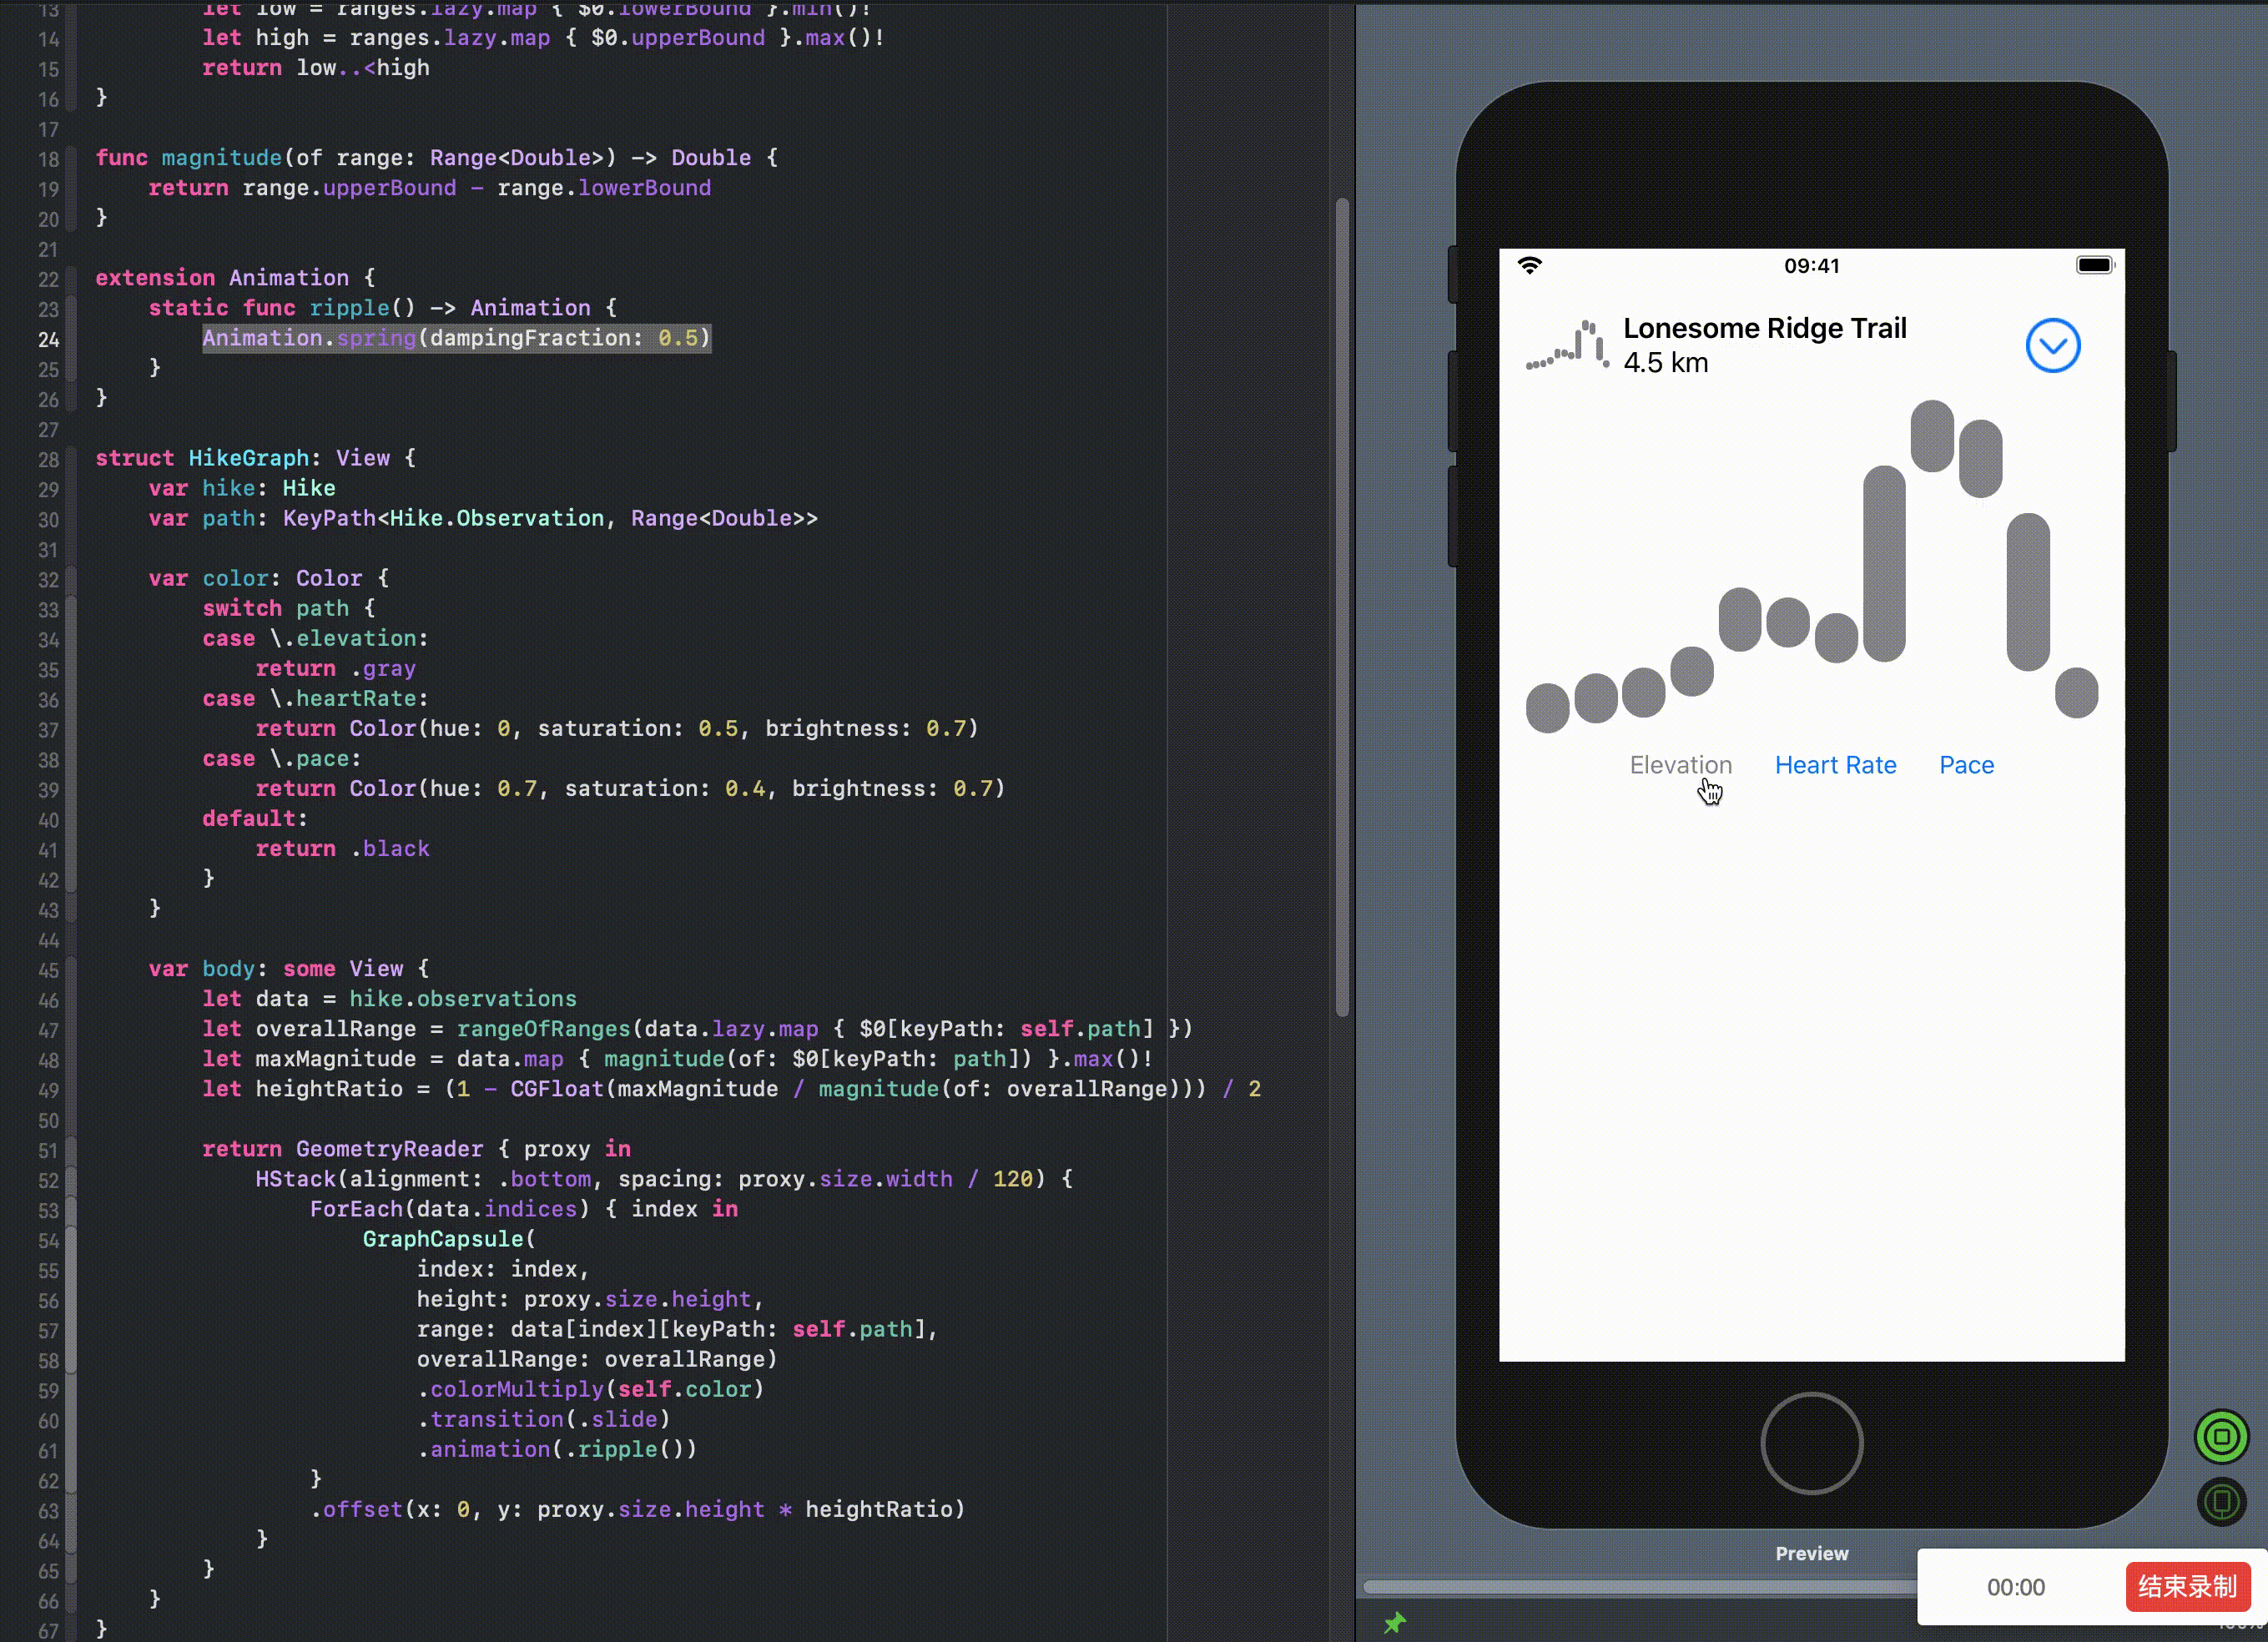 13 let low = ranges.lazy.map { $0.lowerBound }.min()!
14 let high = ranges.lazy.map { $0.upperBound }.max()!
15 return low..<high
16 }
17
18 func magnitude(of range: Range<Double>) -> Double {
19 return range.upperBound - range.lowerBound
20 }
21
22 extension Animation {
23 static func ripple() -> Animation {
24 Animation.spring(dampingFraction: 0.5)
25 }
26 }
27
28 struct HikeGraph: View {
29 var hike: Hike
30 var path: KeyPath<Hike.Observation, Range<Double>>
31
32 var color: Color {
33 switch path {
34 case \.elevation:
35 return .gray
36 case \.heartRate:
37 return Color(hue: 0, saturation: 0.5, brightness: 0.7)
38 case \.pace:
39 return Color(hue: 0.7, saturation: 0.4, brightness: 0.7)
40 default:
41 return .black
42 }
43 }
44
45 var body: some View {
46 let data = hike.observations
47 let overallRange = rangeOfRanges(data.lazy.map { $0[keyPath: self.path] })
48 let maxMagnitude = data.map { magnitude(of: $0[keyPath: path]) }.max()!
49 let heightRatio = (1 - CGFloat(maxMagnitude / magnitude(of: overallRange))) / 2
50
51 return GeometryReader { proxy in
52 HStack(alignment: .bottom, spacing: proxy.size.width / 120) {
53 ForEach(data.indices) { index in
54 GraphCapsule(
55 index: index,
56 height: proxy.size.height,
57 range: data[index][keyPath: self.path],
58 overallRange: overallRange)
59 .colorMultiply(self.color)
60 .transition(.slide)
61 .animation(.ripple())
62 }
63 .offset(x: 0, y: proxy.size.height * heightRatio)
64 }
65 }
66 }
67 }
09:41
Lonesome Ridge Trail
4.5 km
Elevation Heart Rate Pace
Preview
00:00 结束录制